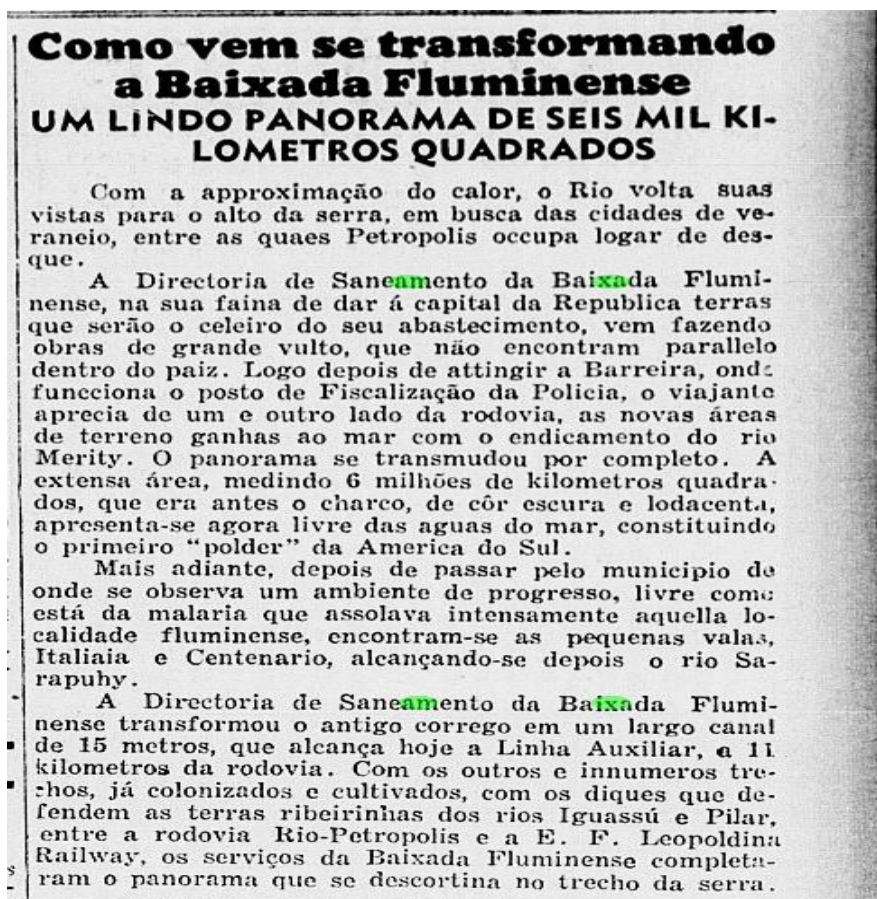 Como vem se transformando
a Baixada Fluminense
UM LINDO PANORAMA DE SEIS MIL KI-
LOMETROS QUADRADOS
Com a approximação do calor, o Rio volta suas
vistas para o alto da serra, em busca das cidades de ve-
raneio, entre as quaes Petropolis occupa logar de des-
que.
A Directoria de Saneamento da Baixada Flumi-
nense, na sua faina de dar á capital da Republica terras
que serão o celeiro do seu abastecimento, vem fazendo
obras de grande vulto, que não encontram parallelo
dentro do paiz. Logo depois de attingir a Barreira, onde
funcciona o posto de Fiscalização da Policia, o viajante
aprecia de um e outro lado da rodovia, as novas áreas
de terreno ganhas ao mar com o endicamento do rio
Merity. O panorama se transmudou por completo. A
extensa área, medindo 6 milhões de kilometros quadra-
dos, que era antes o charco, de côr escura e lodacenta,
apresenta-se agora livre das aguas do mar, constituindo
o primeiro "polder" da America do Sul.
Mais adiante, depois de passar pelo municipio de
onde se observa um ambiente de progresso, livre como
está da malaria que assolava intensamente aquella lo-
calidade fluminense, encontram-se as pequenas valas,
Italiaia e Centenario, alcançando-se depois o rio Sa-
rapuhy.
A Directoria de Saneamento da Baixada Flumi-
nense transformou o antigo corrego em um largo canal
de 15 metros, que alcança hoje a Linha Auxiliar, a 11
kilometros da rodovia. Com os outros e innumeros tre-
chos, já colonizados e cultivados, com os diques que de-
fendem as terras ribeirinhas dos rios Iguassú e Pilar,
entre a rodovia Rio-Petropolis e a E. F. Leopoldina
Railway, os serviços da Baixada Fluminense completa-
ram o panorama que se descortina no trecho da serra.